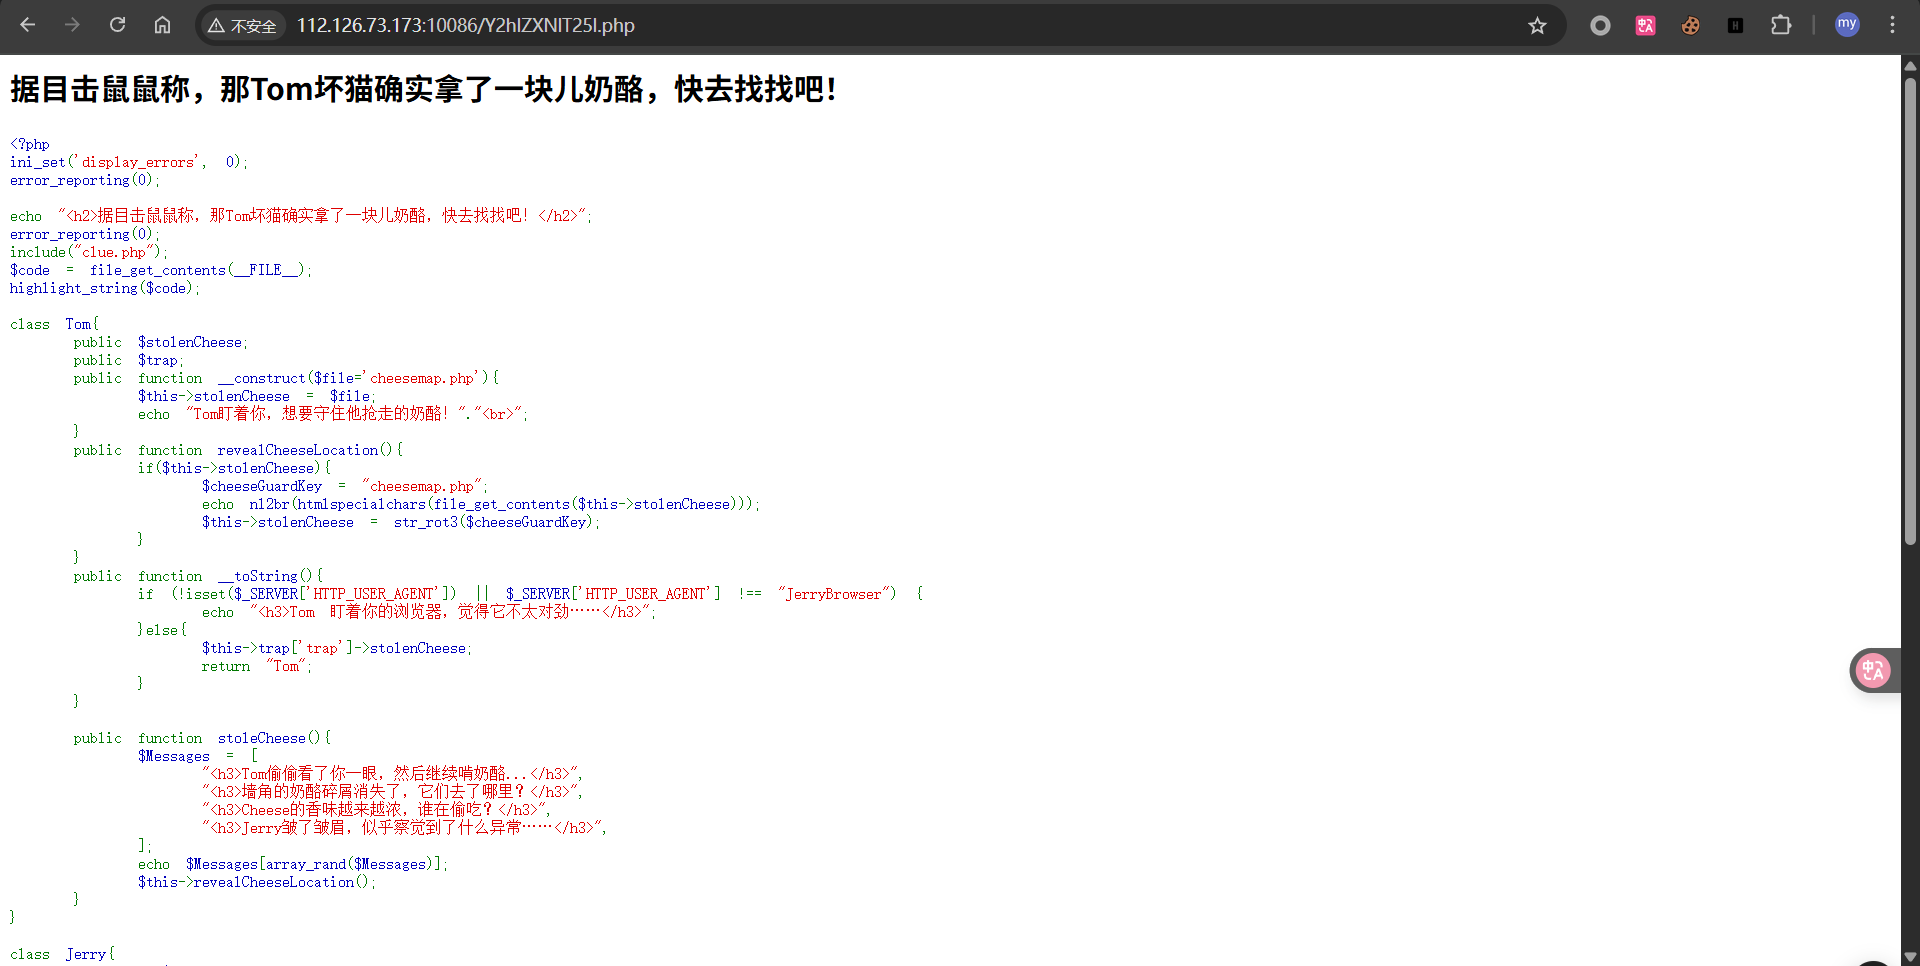 不安全 112.126.73.173:10086/Y2hlZXNlT25l.php
my
据目击鼠鼠称，那Tom坏猫确实拿了一块儿奶酪，快去找找吧！
<?php
ini_set('display_errors', 0);
error_reporting(0);
echo "<h2>据目击鼠鼠称，那Tom坏猫确实拿了一块儿奶酪，快去找找吧！</h2>";
error_reporting(0);
include("clue.php");
$code = file_get_contents(__FILE__);
highlight_string($code);
class Tom{
public $stolenCheese;
public $trap;
public function __construct($file='cheesemap.php'){
$this->stolenCheese = $file;
echo "Tom盯着你，想要守住他抢走的奶酪！"."<br>";
}
public function revealCheeseLocation(){
if($this->stolenCheese){
$cheeseGuardKey = "cheesemap.php";
echo nl2br(htmlspecialchars(file_get_contents($this->stolenCheese)));
$this->stolenCheese = str_rot3($cheeseGuardKey);
}
}
public function __toString(){
if (!isset($_SERVER['HTTP_USER_AGENT']) || $_SERVER['HTTP_USER_AGENT'] !== "JerryBrowser") {
echo "<h3>Tom 盯着你的浏览器，觉得它不太对劲……</h3>";
}else{
$this->trap['trap']->stolenCheese;
return "Tom";
}
}
public function stoleCheese(){
$Messages = [
"<h3>Tom偷偷看了你一眼，然后继续啃奶酪...</h3>",
"<h3>墙角的奶酪碎屑消失了，它们去了哪里？</h3>",
"<h3>Cheese的香味越来越浓，谁在偷吃？</h3>",
"<h3>Jerry皱了皱眉，似乎察觉到了什么异常……</h3>",
];
echo $Messages[array_rand($Messages)];
$this->revealCheeseLocation();
}
}
class Jerry{